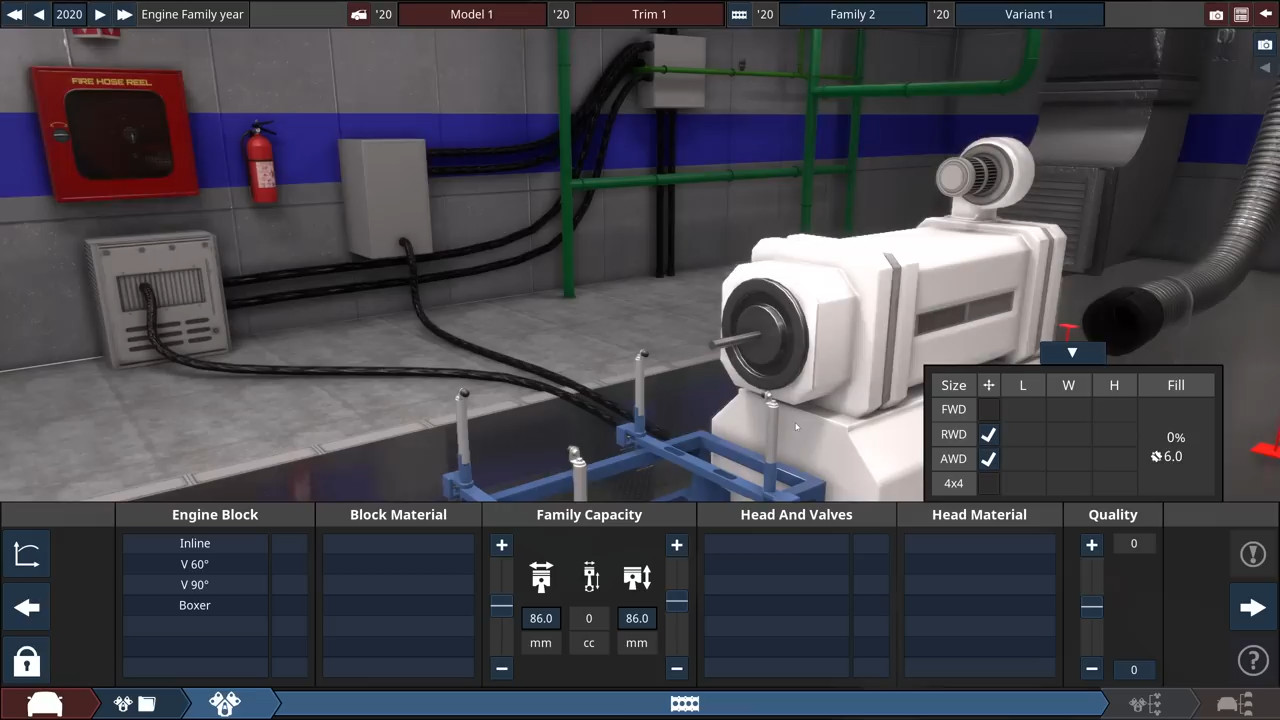 2020 Engine Family year '20 Model 1 '20 Trim 1 '20 Family 2 '20 Variant 1
FIRE HOSE REEL
Size L W H Fill
FWD
RWD
AWD
4x4
0%
6.0
Engine Block Block Material Family Capacity Head And Valves Head Material Quality
Inline
V 60°
V 90°
Boxer
86.0 0 86.0
mm cc mm
0
0